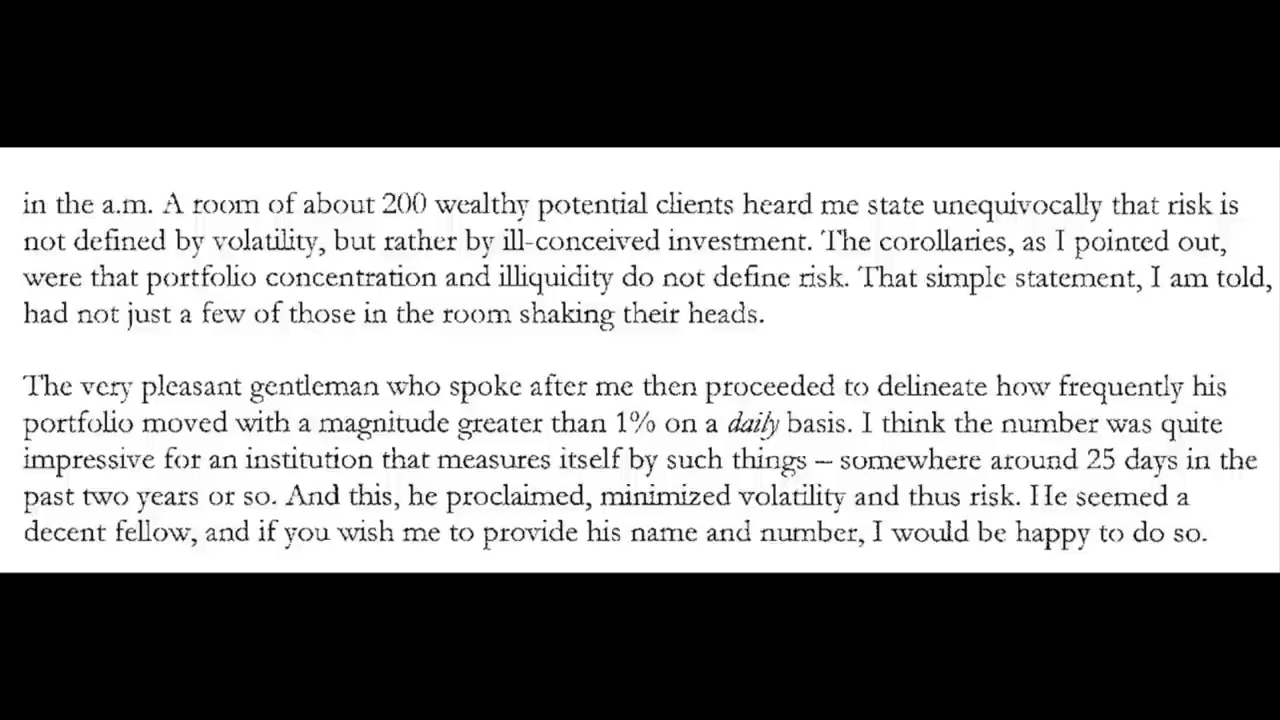 in the a.m. A room of about 200 wealthy potential clients heard me state unequivocally that risk is
not defined by volatility, but rather by ill-conceived investment. The corollaries, as I pointed out,
were that portfolio concentration and illiquidity do not define risk. That simple statement, I am told,
had not just a few of those in the room shaking their heads.
The very pleasant gentleman who spoke after me then proceeded to delineate how frequently his
portfolio moved with a magnitude greater than 1% on a daily basis. I think the number was quite
impressive for an institution that measures itself by such things – somewhere around 25 days in the
past two years or so. And this, he proclaimed, minimized volatility and thus risk. He seemed a
decent fellow, and if you wish me to provide his name and number, I would be happy to do so.